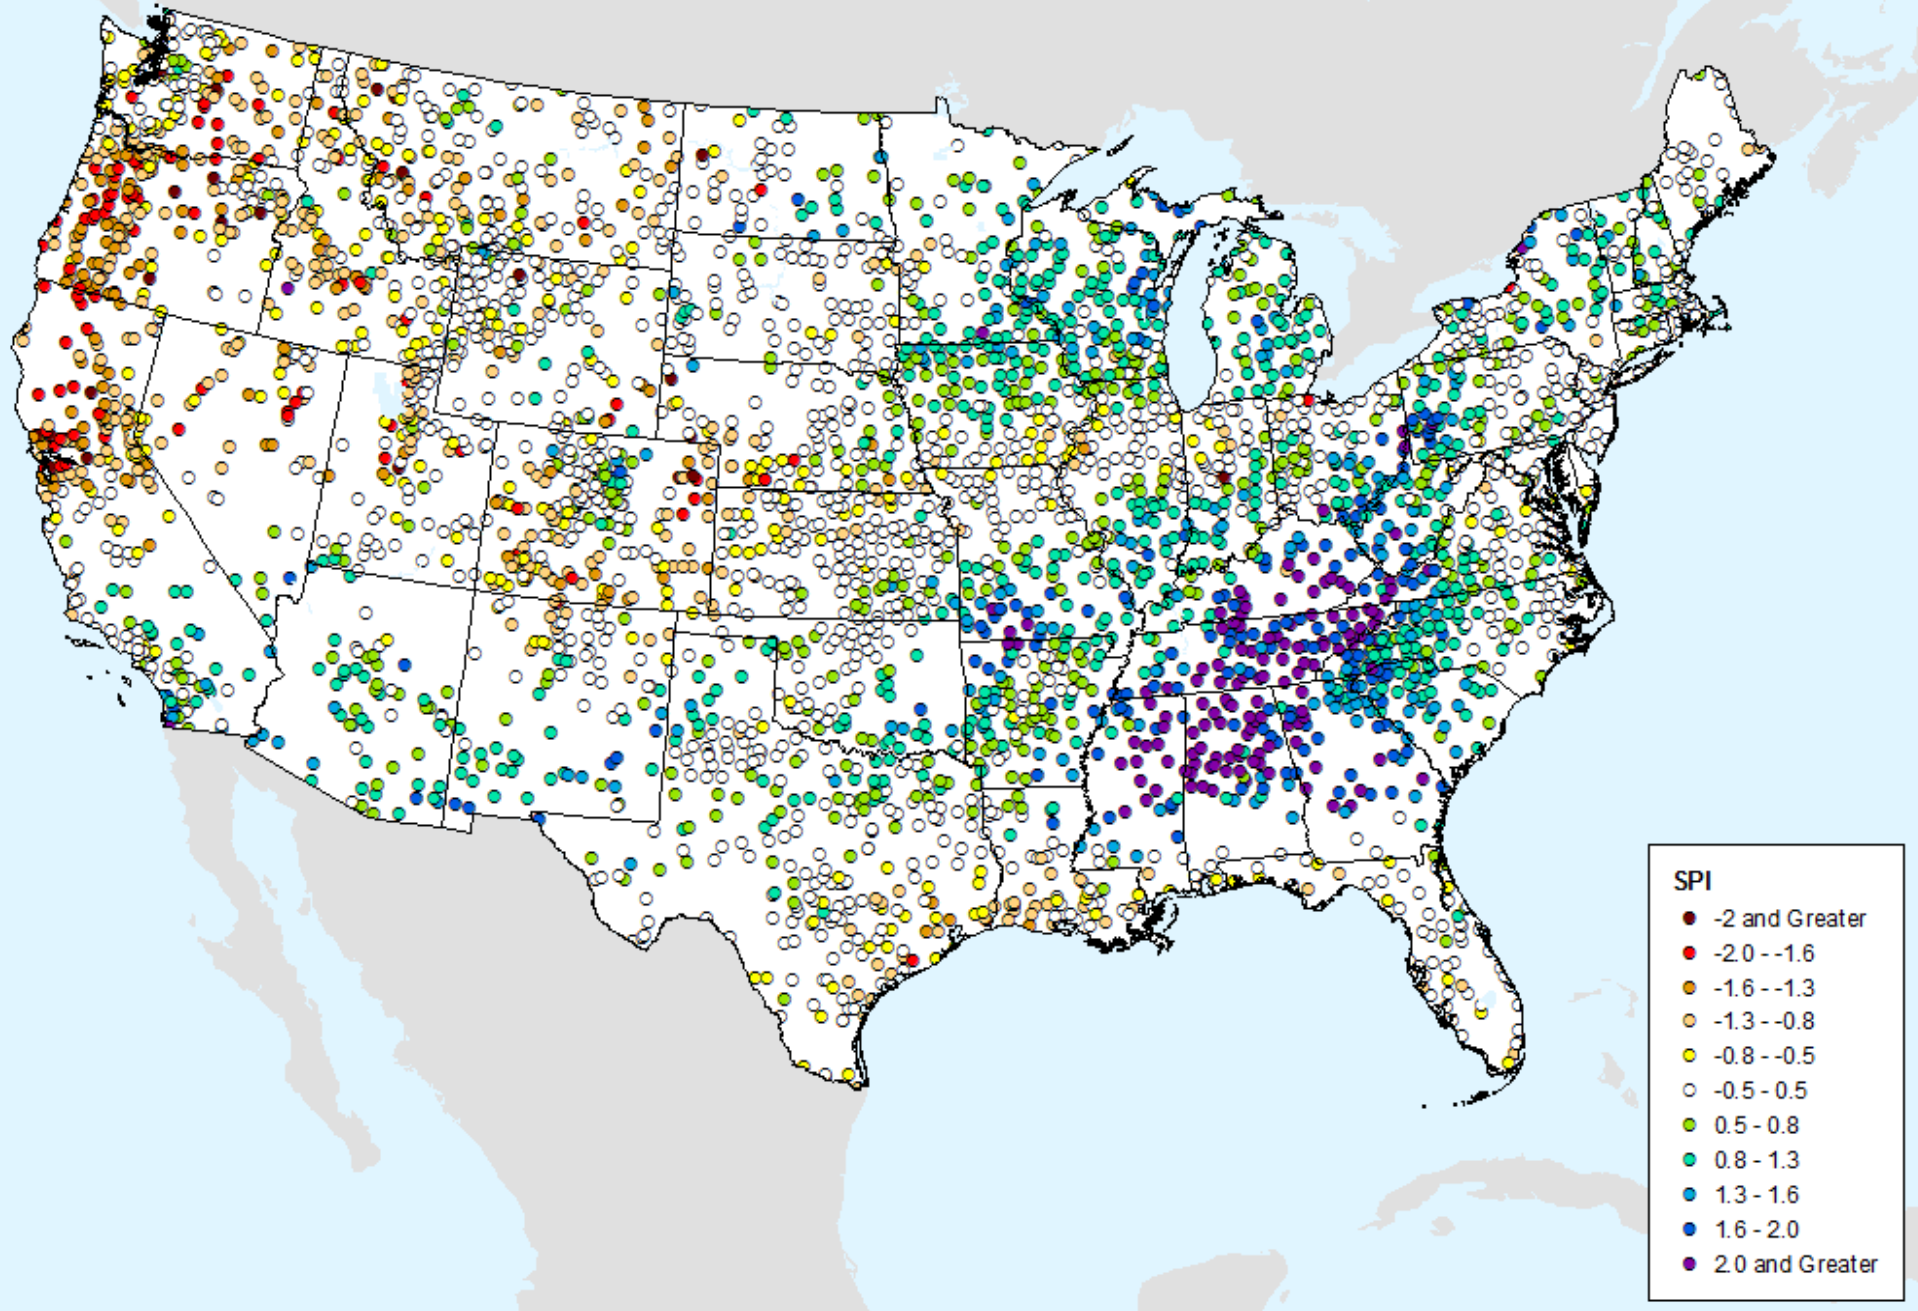 SPI
-2 and Greater
-2.0 - -1.6
-1.6 - -1.3
-1.3 - -0.8
-0.8 - -0.5
-0.5 - 0.5
0.5 - 0.8
0.8 - 1.3
1.3 - 1.6
1.6 - 2.0
2.0 and Greater